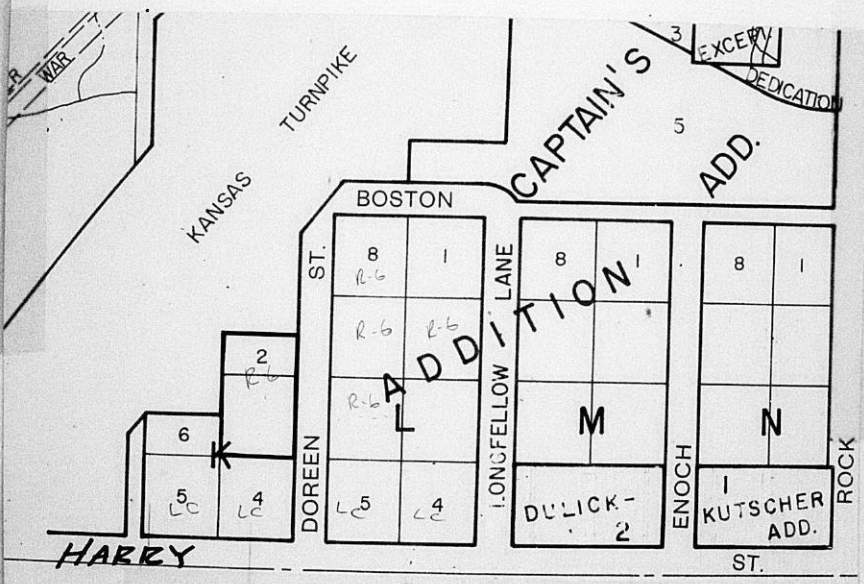 R
WAR
KANSAS
TURNPIKE
3
EXCEPT
DEDICATION
5
CAPTAIN'S
ADD.
BOSTON
ST.
8
R-6
1
LANE
8
1
8
1
ADDITION
R-6
R-6
2
R-6
R-6
L
LONGFELLOW
M
N
6
K
5
LC
4
LC
DOREEN
5
LC
4
LC
DULICK-
2
ENOCH
1
KUTSCHER
ADD.
ROCK
HARRY
ST.